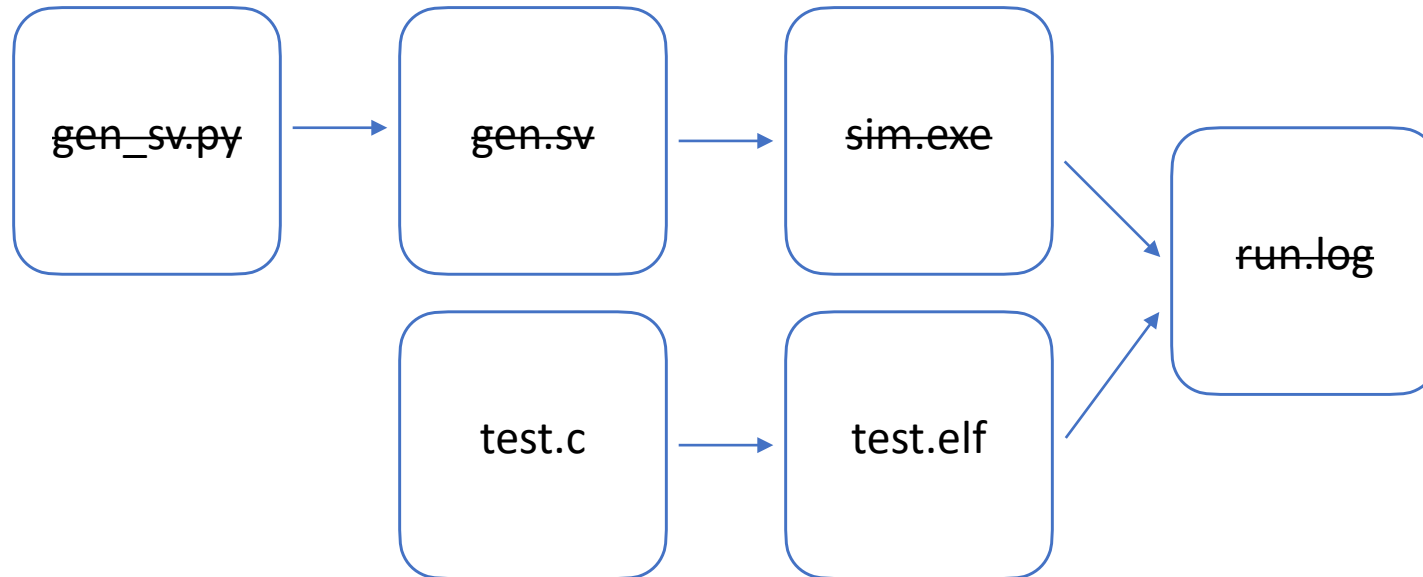 gen_sv.py
gen.sv
sim.exe
run.log
test.c
test.elf